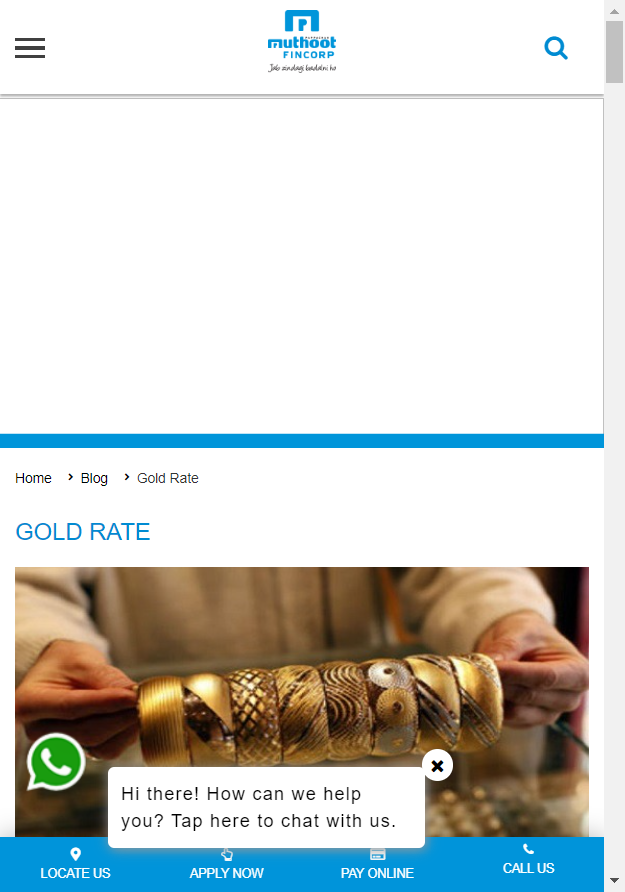 muthoot
FINCORP
Jab zindagi badalni ho
Home > Blog > Gold Rate
GOLD RATE
Hi there! How can we help
you? Tap here to chat with us.
LOCATE US
APPLY NOW
PAY ONLINE
CALL US